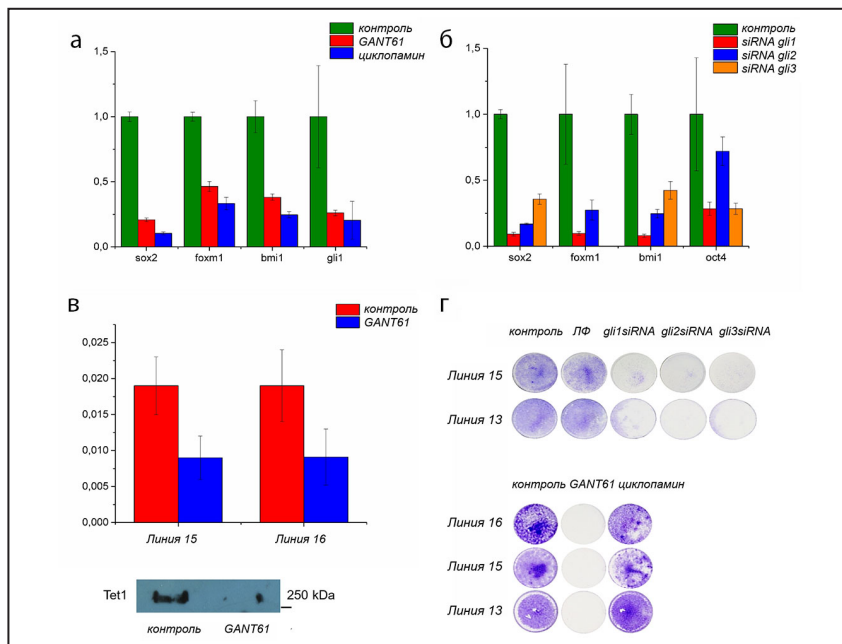 а
контроль
GANT61
циклопамин
1,5
1,0
0,5
0,0
sox2 foxm1 bmi1 gli1
б
контроль
siRNA gli1
siRNA gli2
siRNA gli3
1,5
1,0
0,5
0,0
sox2 foxm1 bmi1 oct4
в
контроль
GANT61
0,025
0,020
0,015
0,010
0,005
0,000
Линия 15 Линия 16
Tet1 250 kDa
контроль GANT61
г
контроль ЛФ gli1siRNA gli2siRNA gli3siRNA
Линия 15
Линия 13
контроль GANT61 циклопамин
Линия 16
Линия 15
Линия 13